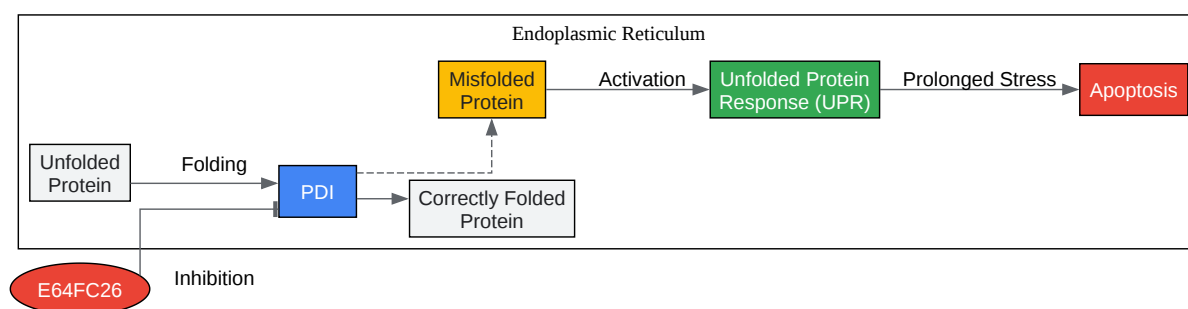 Endoplasmic Reticulum
Misfolded
Protein
Activation
Unfolded Protein
Response (UPR)
Prolonged Stress
Apoptosis
Unfolded
Protein
Folding
PDI
Correctly Folded
Protein
E64FC26
Inhibition